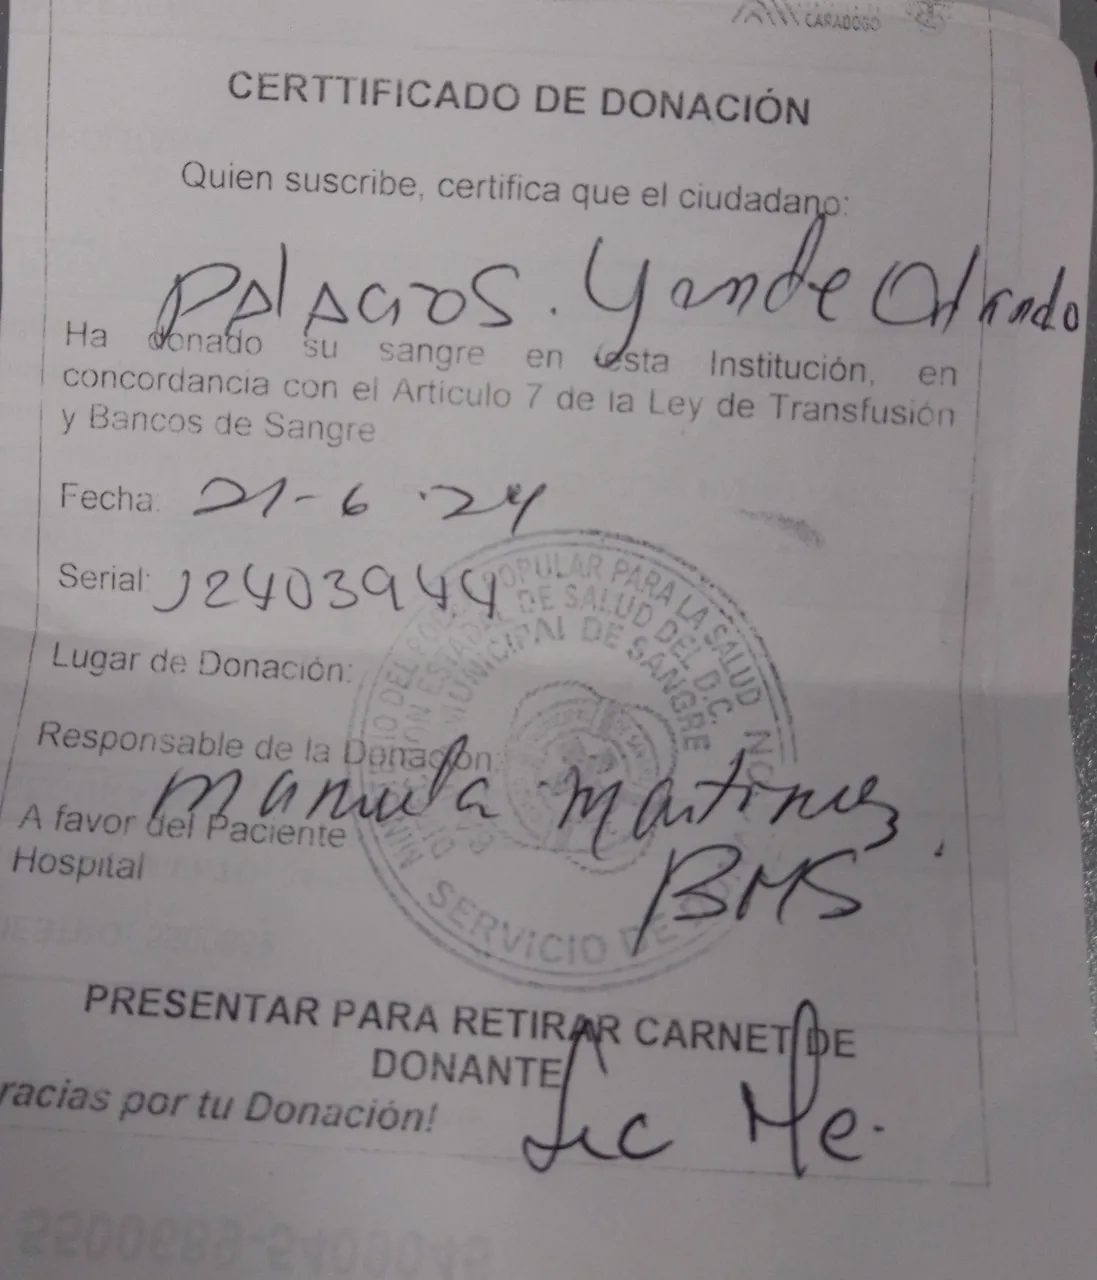 CARABOBO
CERTTIFICADO DE DONACIÓN
Quien suscribe, certifica que el ciudadano:
PALACIOS. Yande Orlando
Ha donado su sangre en esta Institución, en
concordancia con el Artículo 7 de la Ley de Transfusión
y Bancos de Sangre
Fecha: 21-6-24
Serial: J2403944
Lugar de Donación:
Responsable de la Donación:
Manuela Martinez.
A favor del Paciente
BMS
Hospital
POPULAR PARA LA SALUD
DE SALUD DEL D.C.
MUNICIPAL DE SANGRE
SERVICIO DE
PRESENTAR PARA RETIRAR CARNET DE
DONANTE
racias por tu Donación!
Lic Me.